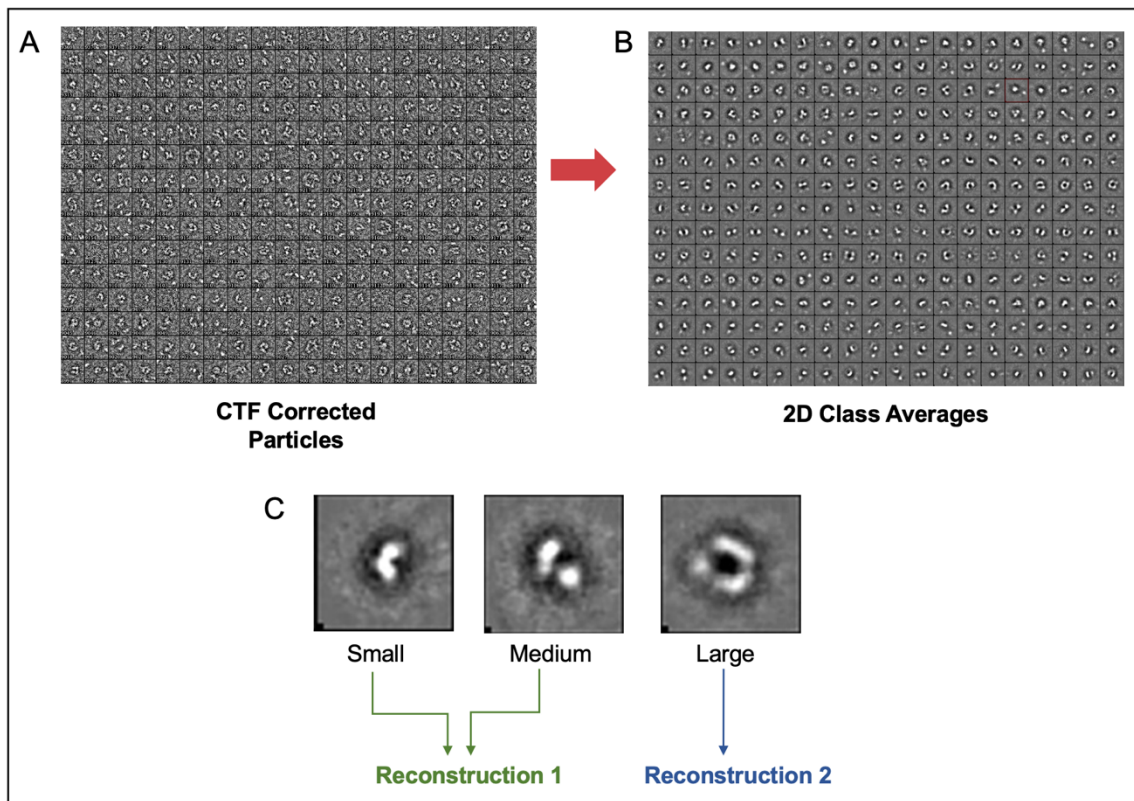 A
B
CTF Corrected
Particles
2D Class Averages
C
Small
Medium
Large
Reconstruction 1
Reconstruction 2